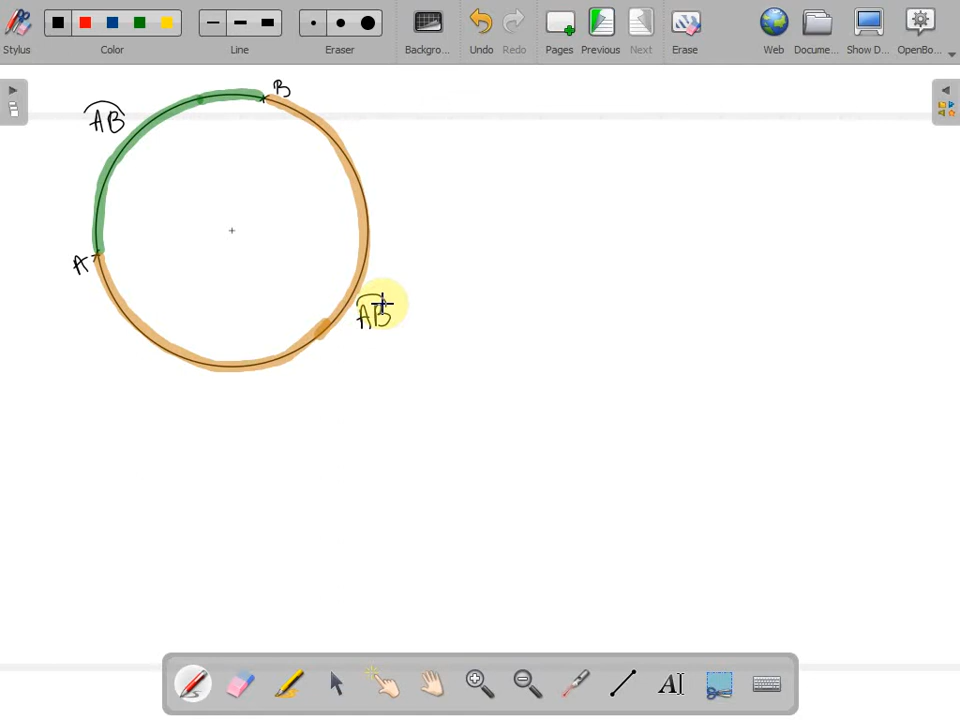 Stylus
Color
Line
Eraser
Backgro...
Undo
Redo
Pages
Previous
Next
Erase
Web
Docume...
Show D...
OpenBo...
B
AB
A
AB
A